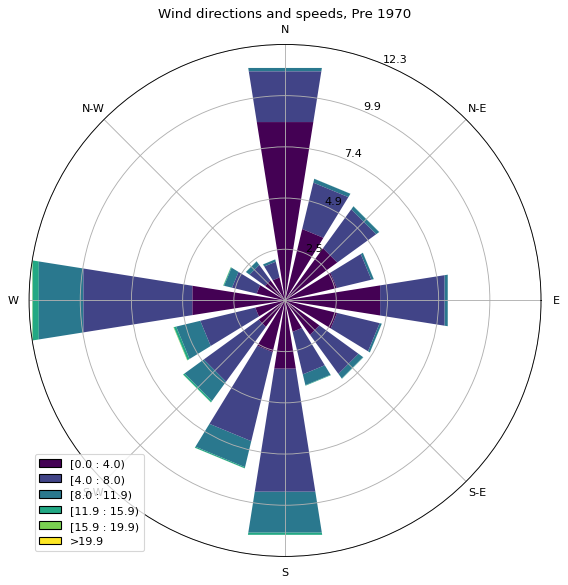 Wind directions and speeds, Pre 1970
N
12.3
N-W
9.9
N-E
7.4
4.9
2.5
W
E
[0.0 : 4.0)
[4.0 : 8.0)
[8.0 : 11.9)
S-W
S-E
[11.9 : 15.9)
[15.9 : 19.9)
>19.9
S